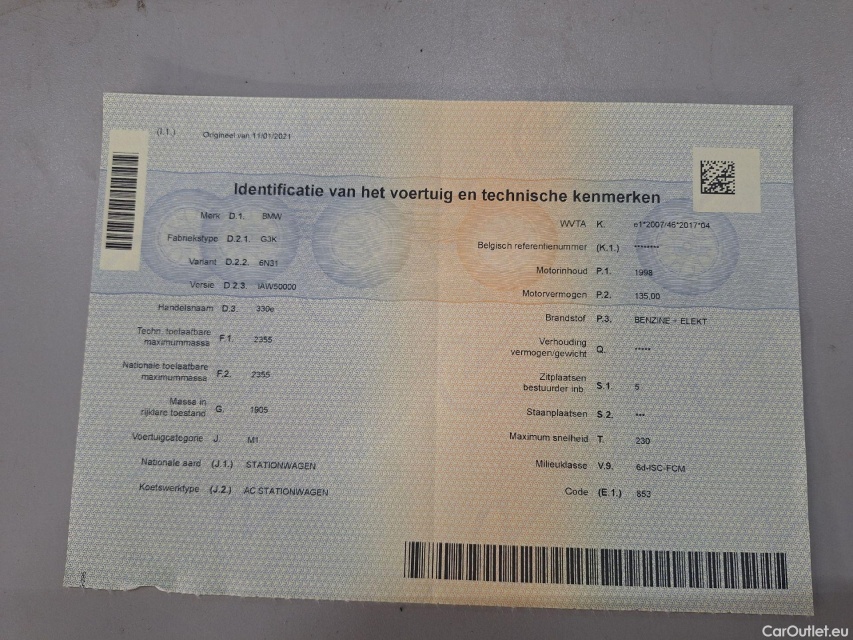 (I.1.) Origineel van 11/01/2021
Identificatie van het voertuig en technische kenmerken
Merk D.1. BMW
Fabriekstype D.2.1. G3K
Variant D.2.2. 6N31
Versie D.2.3. IAW50000
Handelsnaam D.3. 330e
Techn. toelaatbare
maximummassa F.1. 2355
Nationale toelaatbare
maximummassa F.2. 2355
Massa in
rijklare toestand G. 1905
Voertuigcategorie J. M1
Nationale aard (J.1.) STATIONWAGEN
Koetswerktype (J.2.) AC STATIONWAGEN
WVTA K. e1*2007/46*2017*04
Belgisch referentienummer (K.1.) ********
Motorinhoud P.1. 1998
Motorvermogen P.2. 135.00
Brandstof P.3. BENZINE + ELEKT
Verhouding
vermogen/gewicht Q. *****
Zitplaatsen
bestuurder inb. S.1. 5
Staanplaatsen S.2. ***
Maximum snelheid T. 230
Milieuklasse V.9. 6d-ISC-FCM
Code (E.1.) 853
CarOutlet.eu